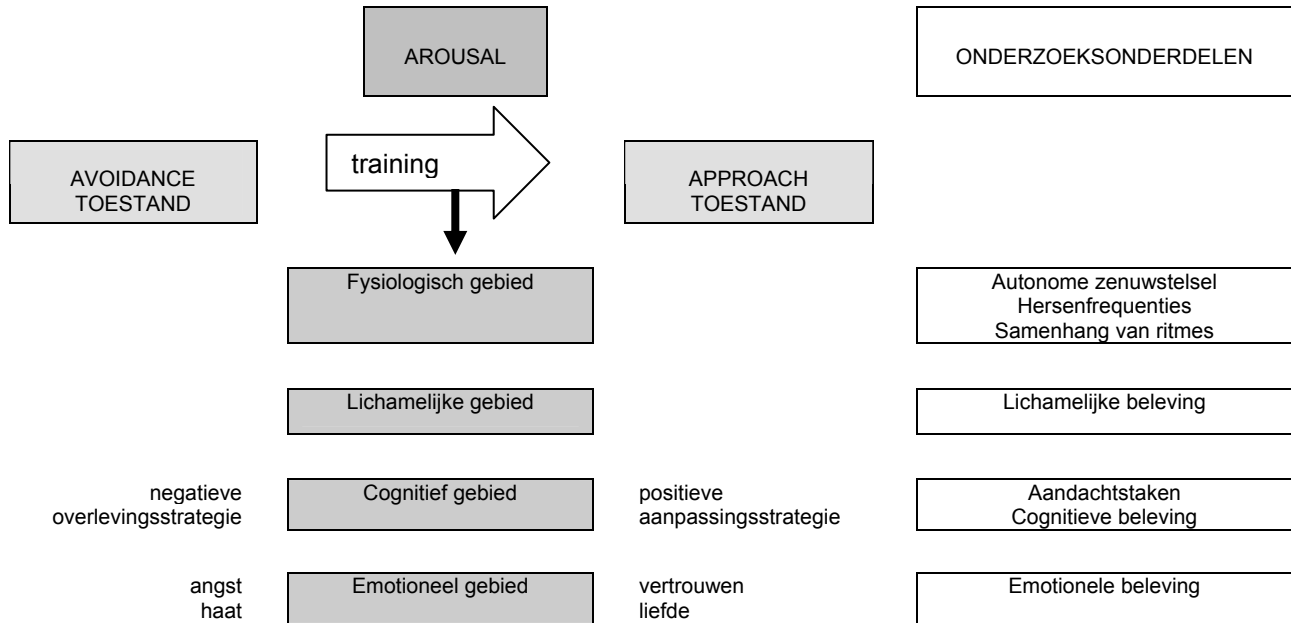 AROUSAL
ONDERZOEKSONDERDELEN
training
AVOIDANCE
TOESTAND
APPROACH
TOESTAND
Fysiologisch gebied
Autonome zenuwstelsel
Hersenfrequenties
Samenhang van ritmes
Lichamelijke gebied
Lichamelijke beleving
negatieve
overlevingsstrategie
Cognitief gebied
positieve
aanpassingsstrategie
Aandachtstaken
Cognitieve beleving
angst
haat
Emotioneel gebied
vertrouwen
liefde
Emotionele beleving